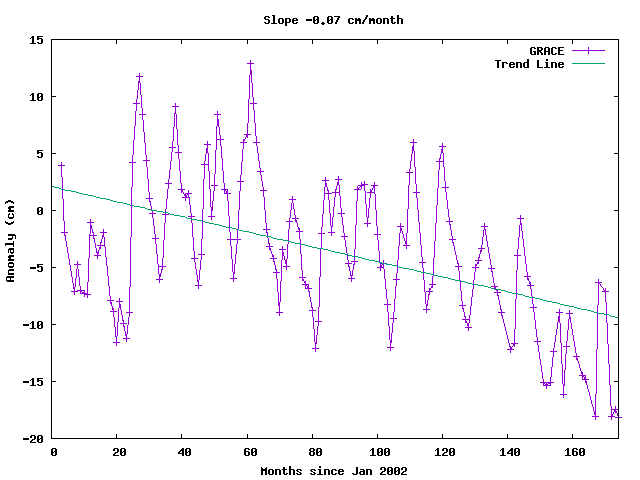 Slope -0.07 cm/month
GRACE
Trend Line
15
10
5
0
-5
-10
-15
-20
Anomaly (cm)
0 20 40 60 80 100 120 140 160
Months since Jan 2002